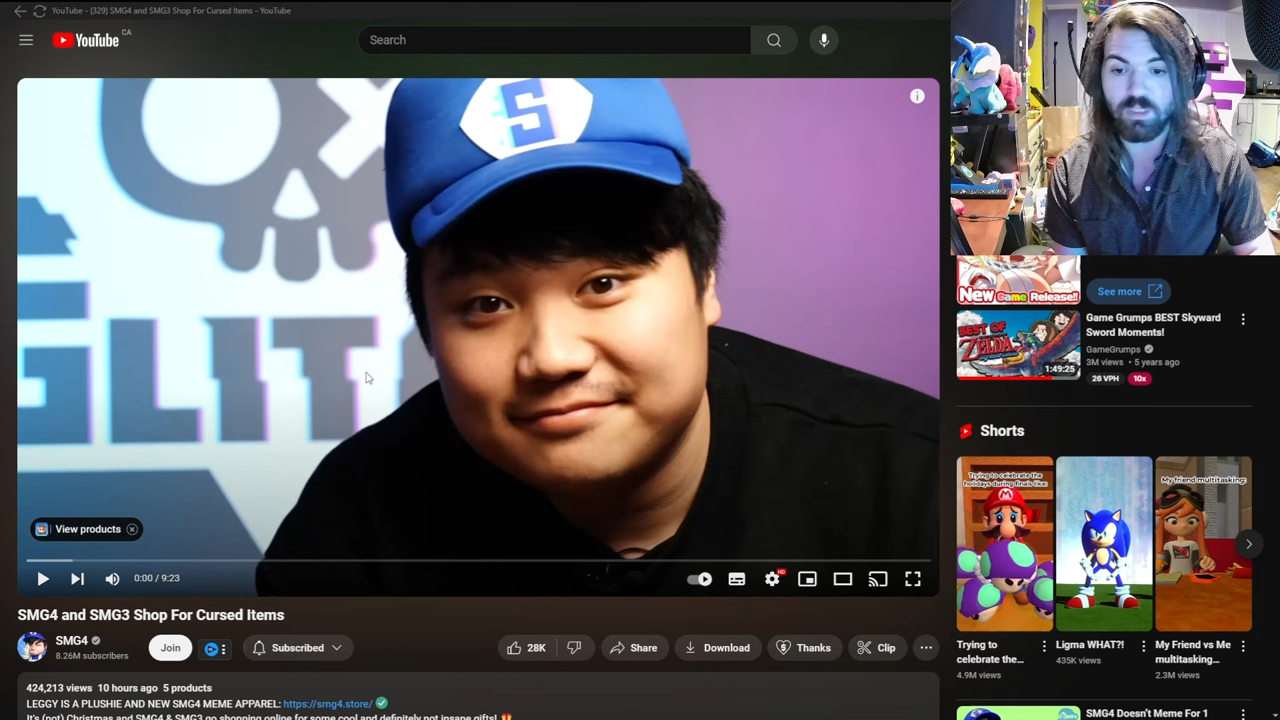 YouTube - (329) SMG4 and SMG3 Shop For Cursed Items - YouTube
YouTube CA
Search
S
GLIT
View products
0:00 / 9:23
HD
SMG4 and SMG3 Shop For Cursed Items
SMG4
8.26M subscribers
Join
Subscribed
28K
Share
Download
Thanks
Clip
424,213 views 10 hours ago 5 products
LEGGY IS A PLUSHIE AND NEW SMG4 MEME APPAREL: https://smg4.store/
It's (not) Christmas and SMG4 & SMG3 go shopping online for some cool and definitely not insane gifts!
New Game Release!!
See more
BEST OF
ZELDA
1:49:25
Game Grumps BEST Skyward
Sword Moments!
GameGrumps
3M views • 5 years ago
26 VPH
10x
Shorts
Trying to celebrate the
holidays during finals like:
My friend multitasking:
Trying to
celebrate the...
4.9M views
Ligma WHAT?!
435K views
My Friend vs Me
multitasking...
2.3M views
SMG4 Doesn't Meme For 1